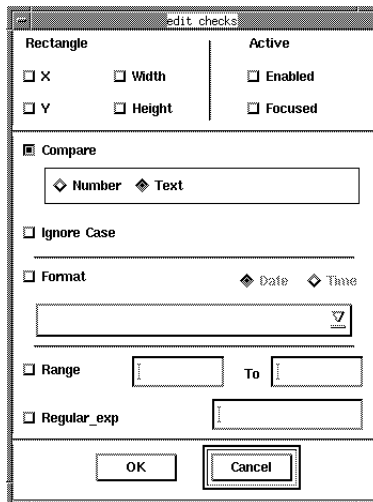 edit checks
Rectangle Active
X Width Enabled
Y Height Focused
Compare
Number Text
Ignore Case
Format Date Time
Range To
Regular_exp
OK Cancel